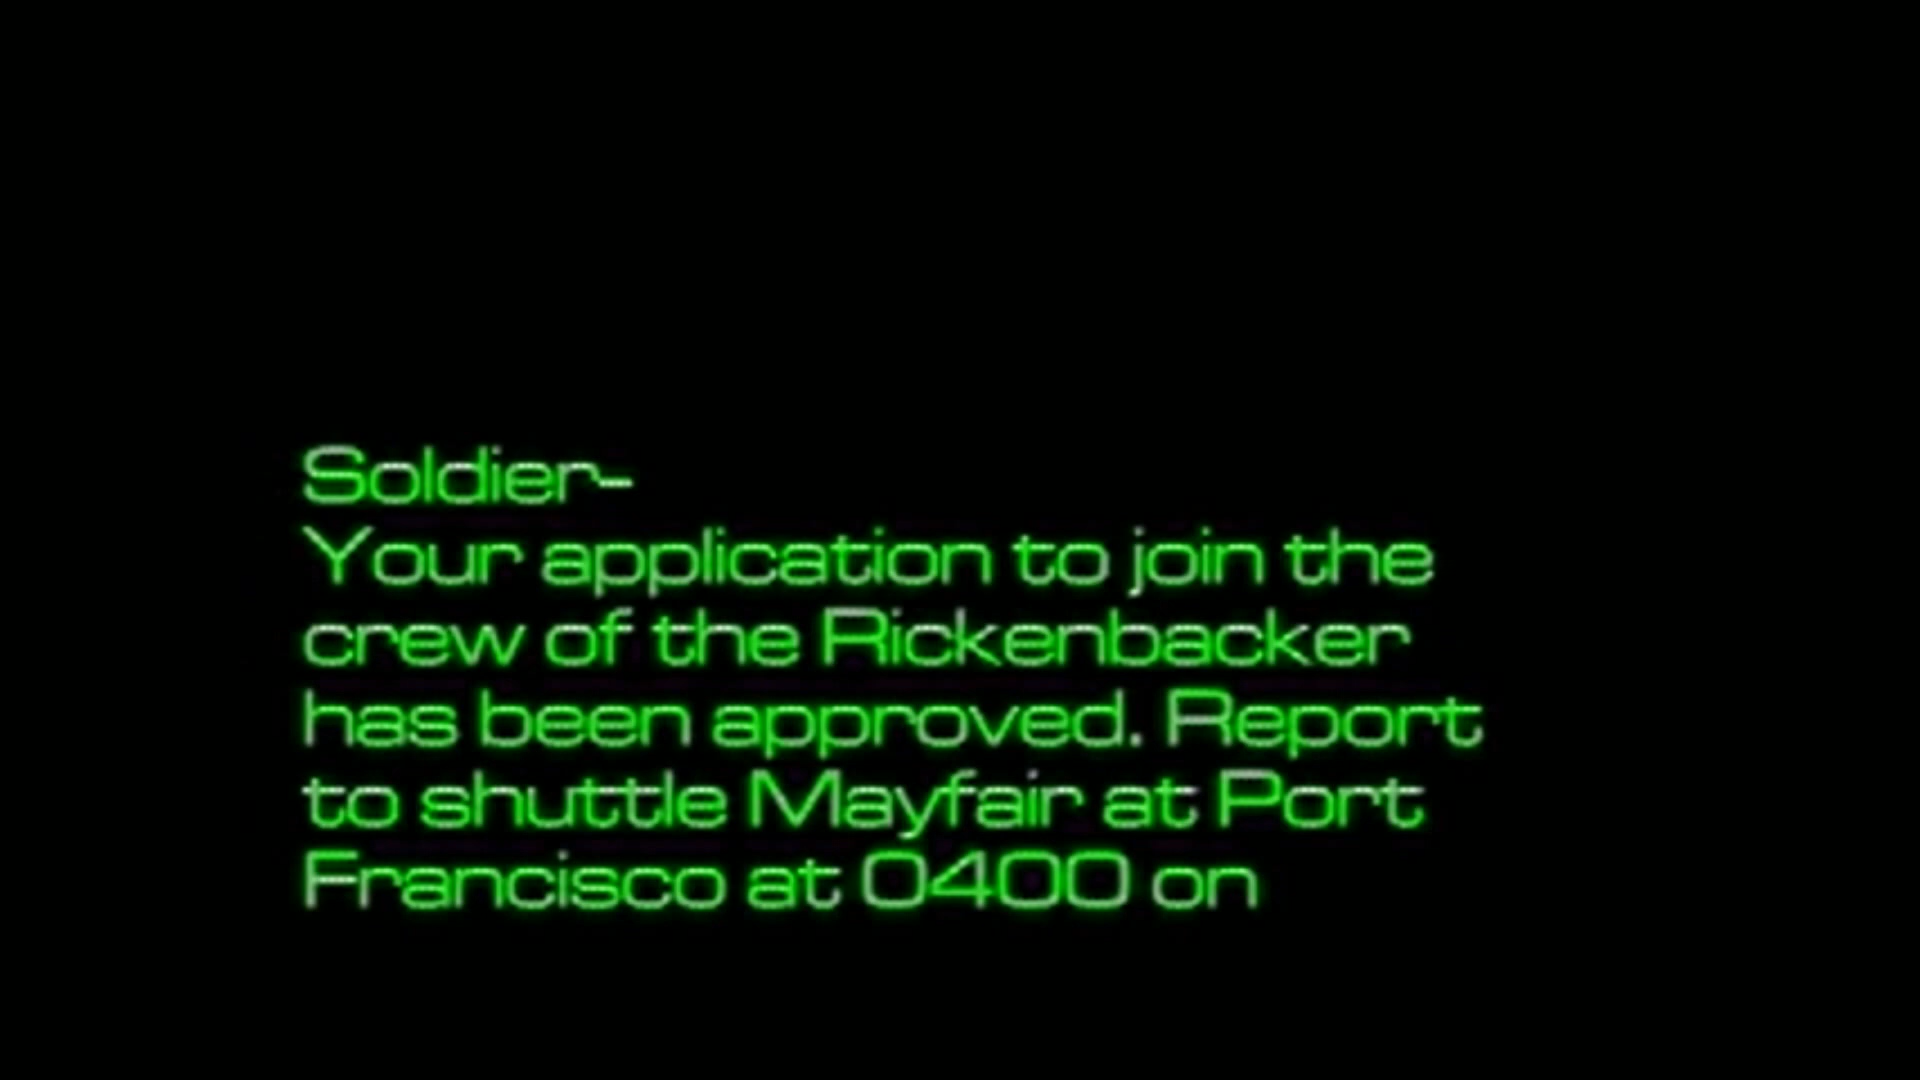 Soldier-
Your application to join the
crew of the Rickenbacker
has been approved. Report
to shuttle Mayfair at Port
Francisco at 0400 on